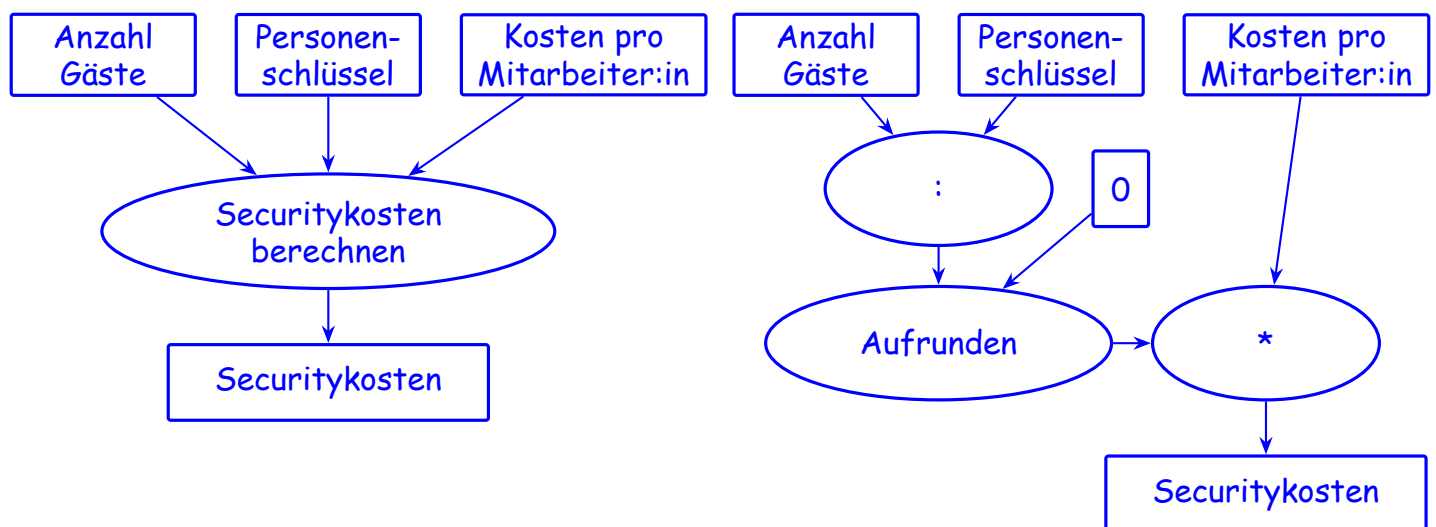 Anzahl
Gäste
Personen-
schlüssel
Kosten pro
Mitarbeiter:in
Securitykosten
berechnen
Securitykosten
Anzahl
Gäste
Personen-
schlüssel
Kosten pro
Mitarbeiter:in
:
0
Aufrunden
*
Securitykosten